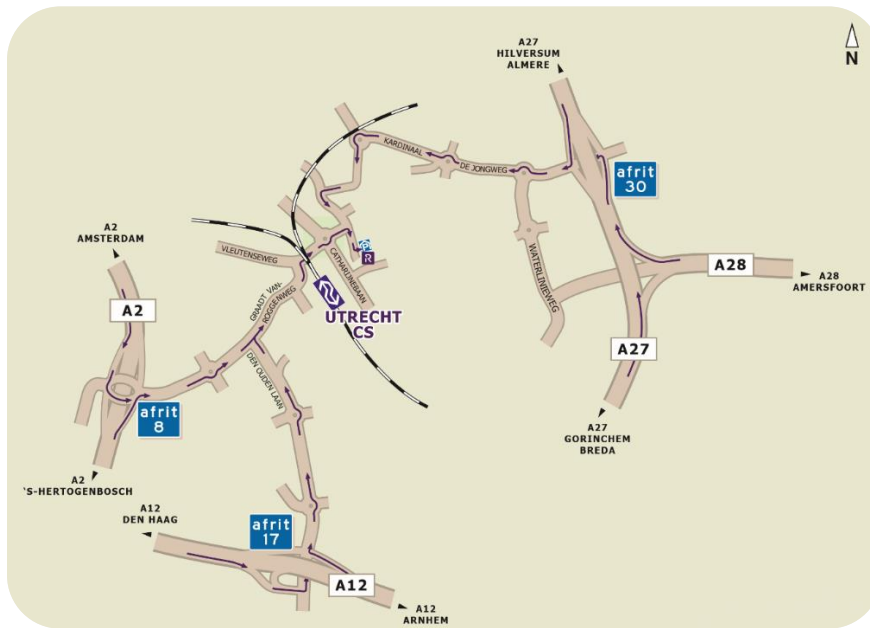 A27
HILVERSUM
ALMERE
N
KARDINAAL
DE JONGWEG
afrit
30
A2
AMSTERDAM
P
R
VLEUTENSEWEG
CATHARIJNEBAAN
WATERLINIEWEG
A28
A28
AMERSFOORT
A2
GRAADT VAN-
ROGGENWEG
UTRECHT
CS
A27
DEN OUDEN LAAN
afrit
8
A27
GORINCHEM
BREDA
A2
'S-HERTOGENBOSCH
A12
DEN HAAG
afrit
17
A12
A12
ARNHEM